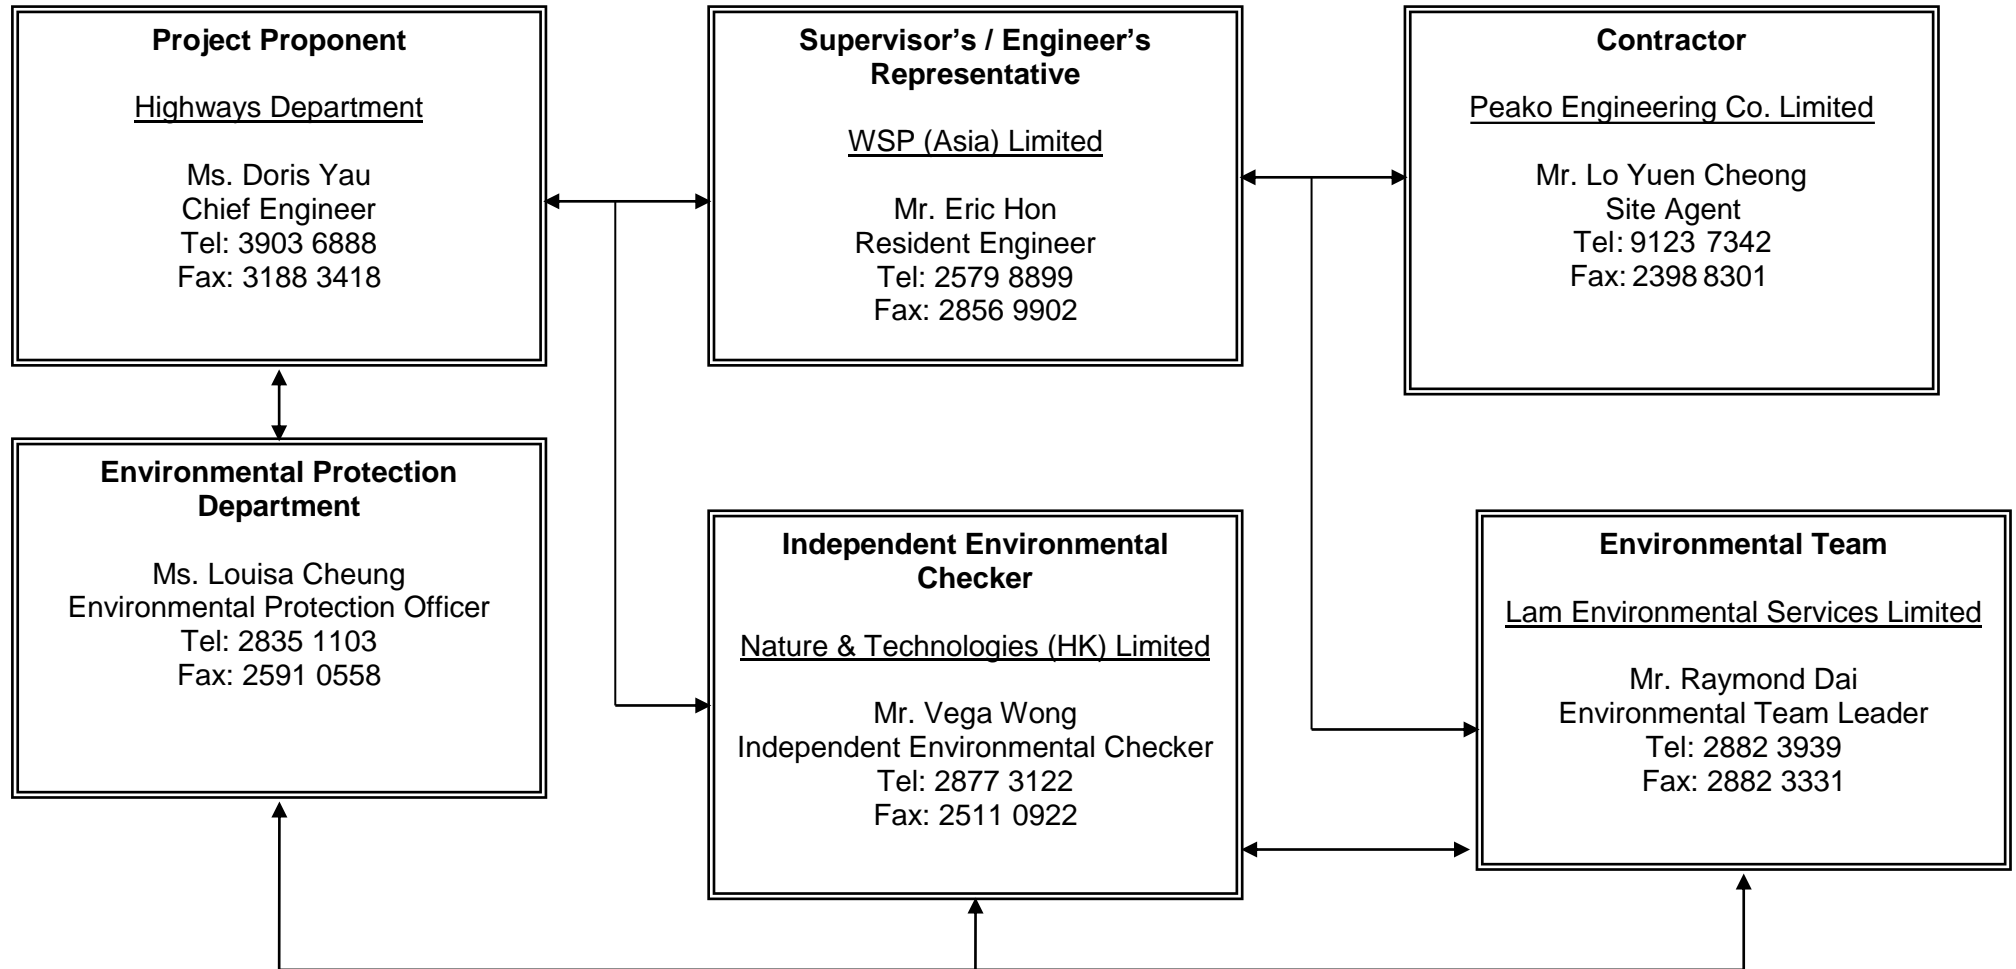 Project Proponent
Highways Department
Ms. Doris Yau
Chief Engineer
Tel: 3903 6888
Fax: 3188 3418
Supervisor’s / Engineer’s
Representative
WSP (Asia) Limited
Mr. Eric Hon
Resident Engineer
Tel: 2579 8899
Fax: 2856 9902
Contractor
Peako Engineering Co. Limited
Mr. Lo Yuen Cheong
Site Agent
Tel: 9123 7342
Fax: 2398 8301
Environmental Protection
Department
Ms. Louisa Cheung
Environmental Protection Officer
Tel: 2835 1103
Fax: 2591 0558
Independent Environmental
Checker
Nature & Technologies (HK) Limited
Mr. Vega Wong
Independent Environmental Checker
Tel: 2877 3122
Fax: 2511 0922
Environmental Team
Lam Environmental Services Limited
Mr. Raymond Dai
Environmental Team Leader
Tel: 2882 3939
Fax: 2882 3331